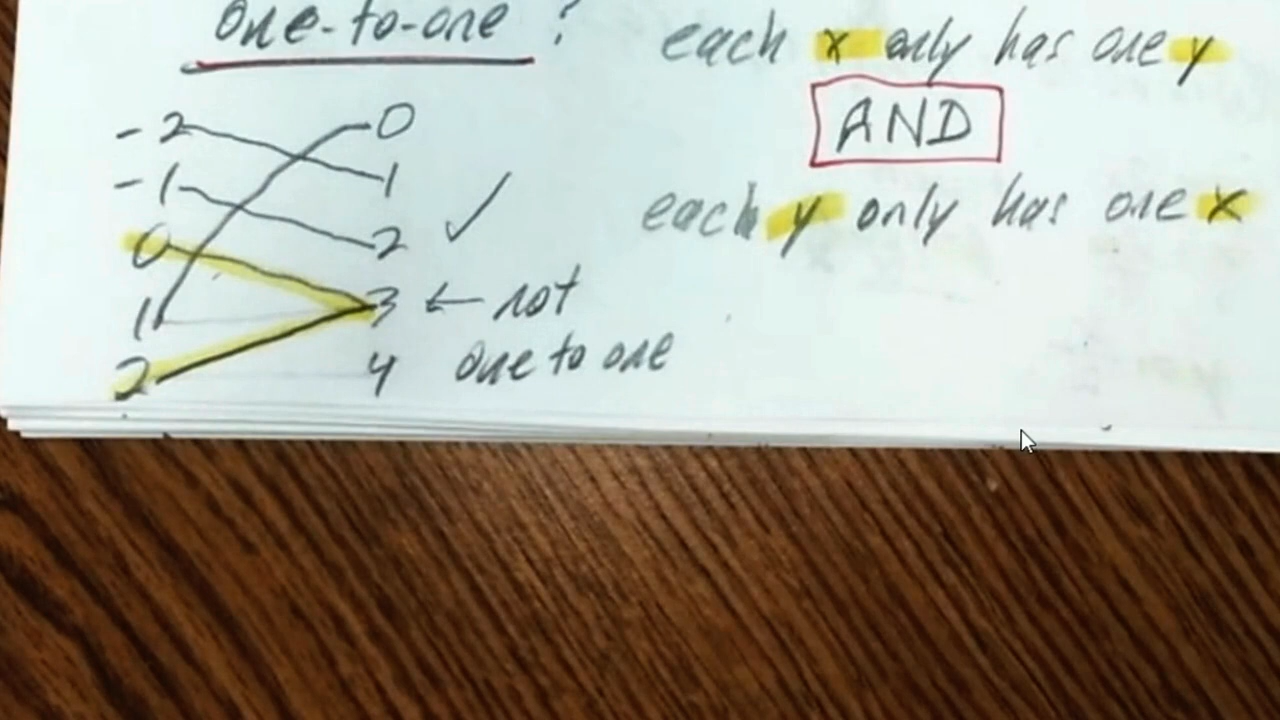 one-to-one ?
each x only has one y
AND
each y only has one x
-2 0
-1 1
0 2 ✓
1 3 ← not
2 4 one to one